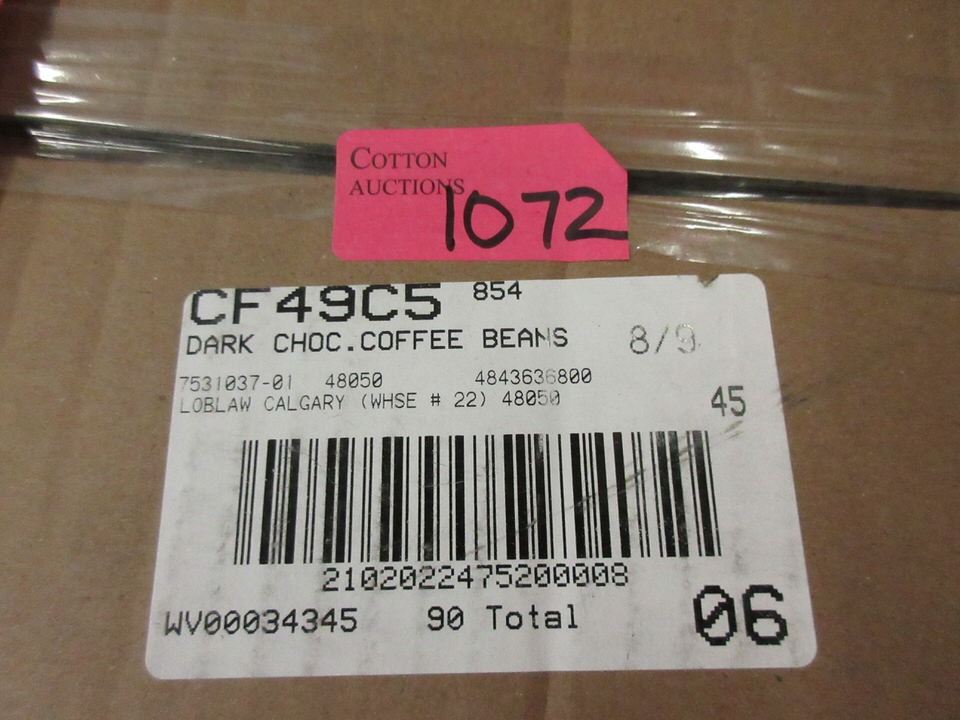 COTTON
AUCTIONS
1072
CF49C5 854
DARK CHOC.COFFEE BEANS 8/9
7531037-01 48050 4843636800
LOBLAW CALGARY (WHSE # 22) 48050
45
2102022475200008
WV00034345 90 Total 06